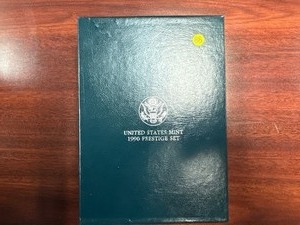 UNITED STATES MINT
1990 PRESTIGE SET